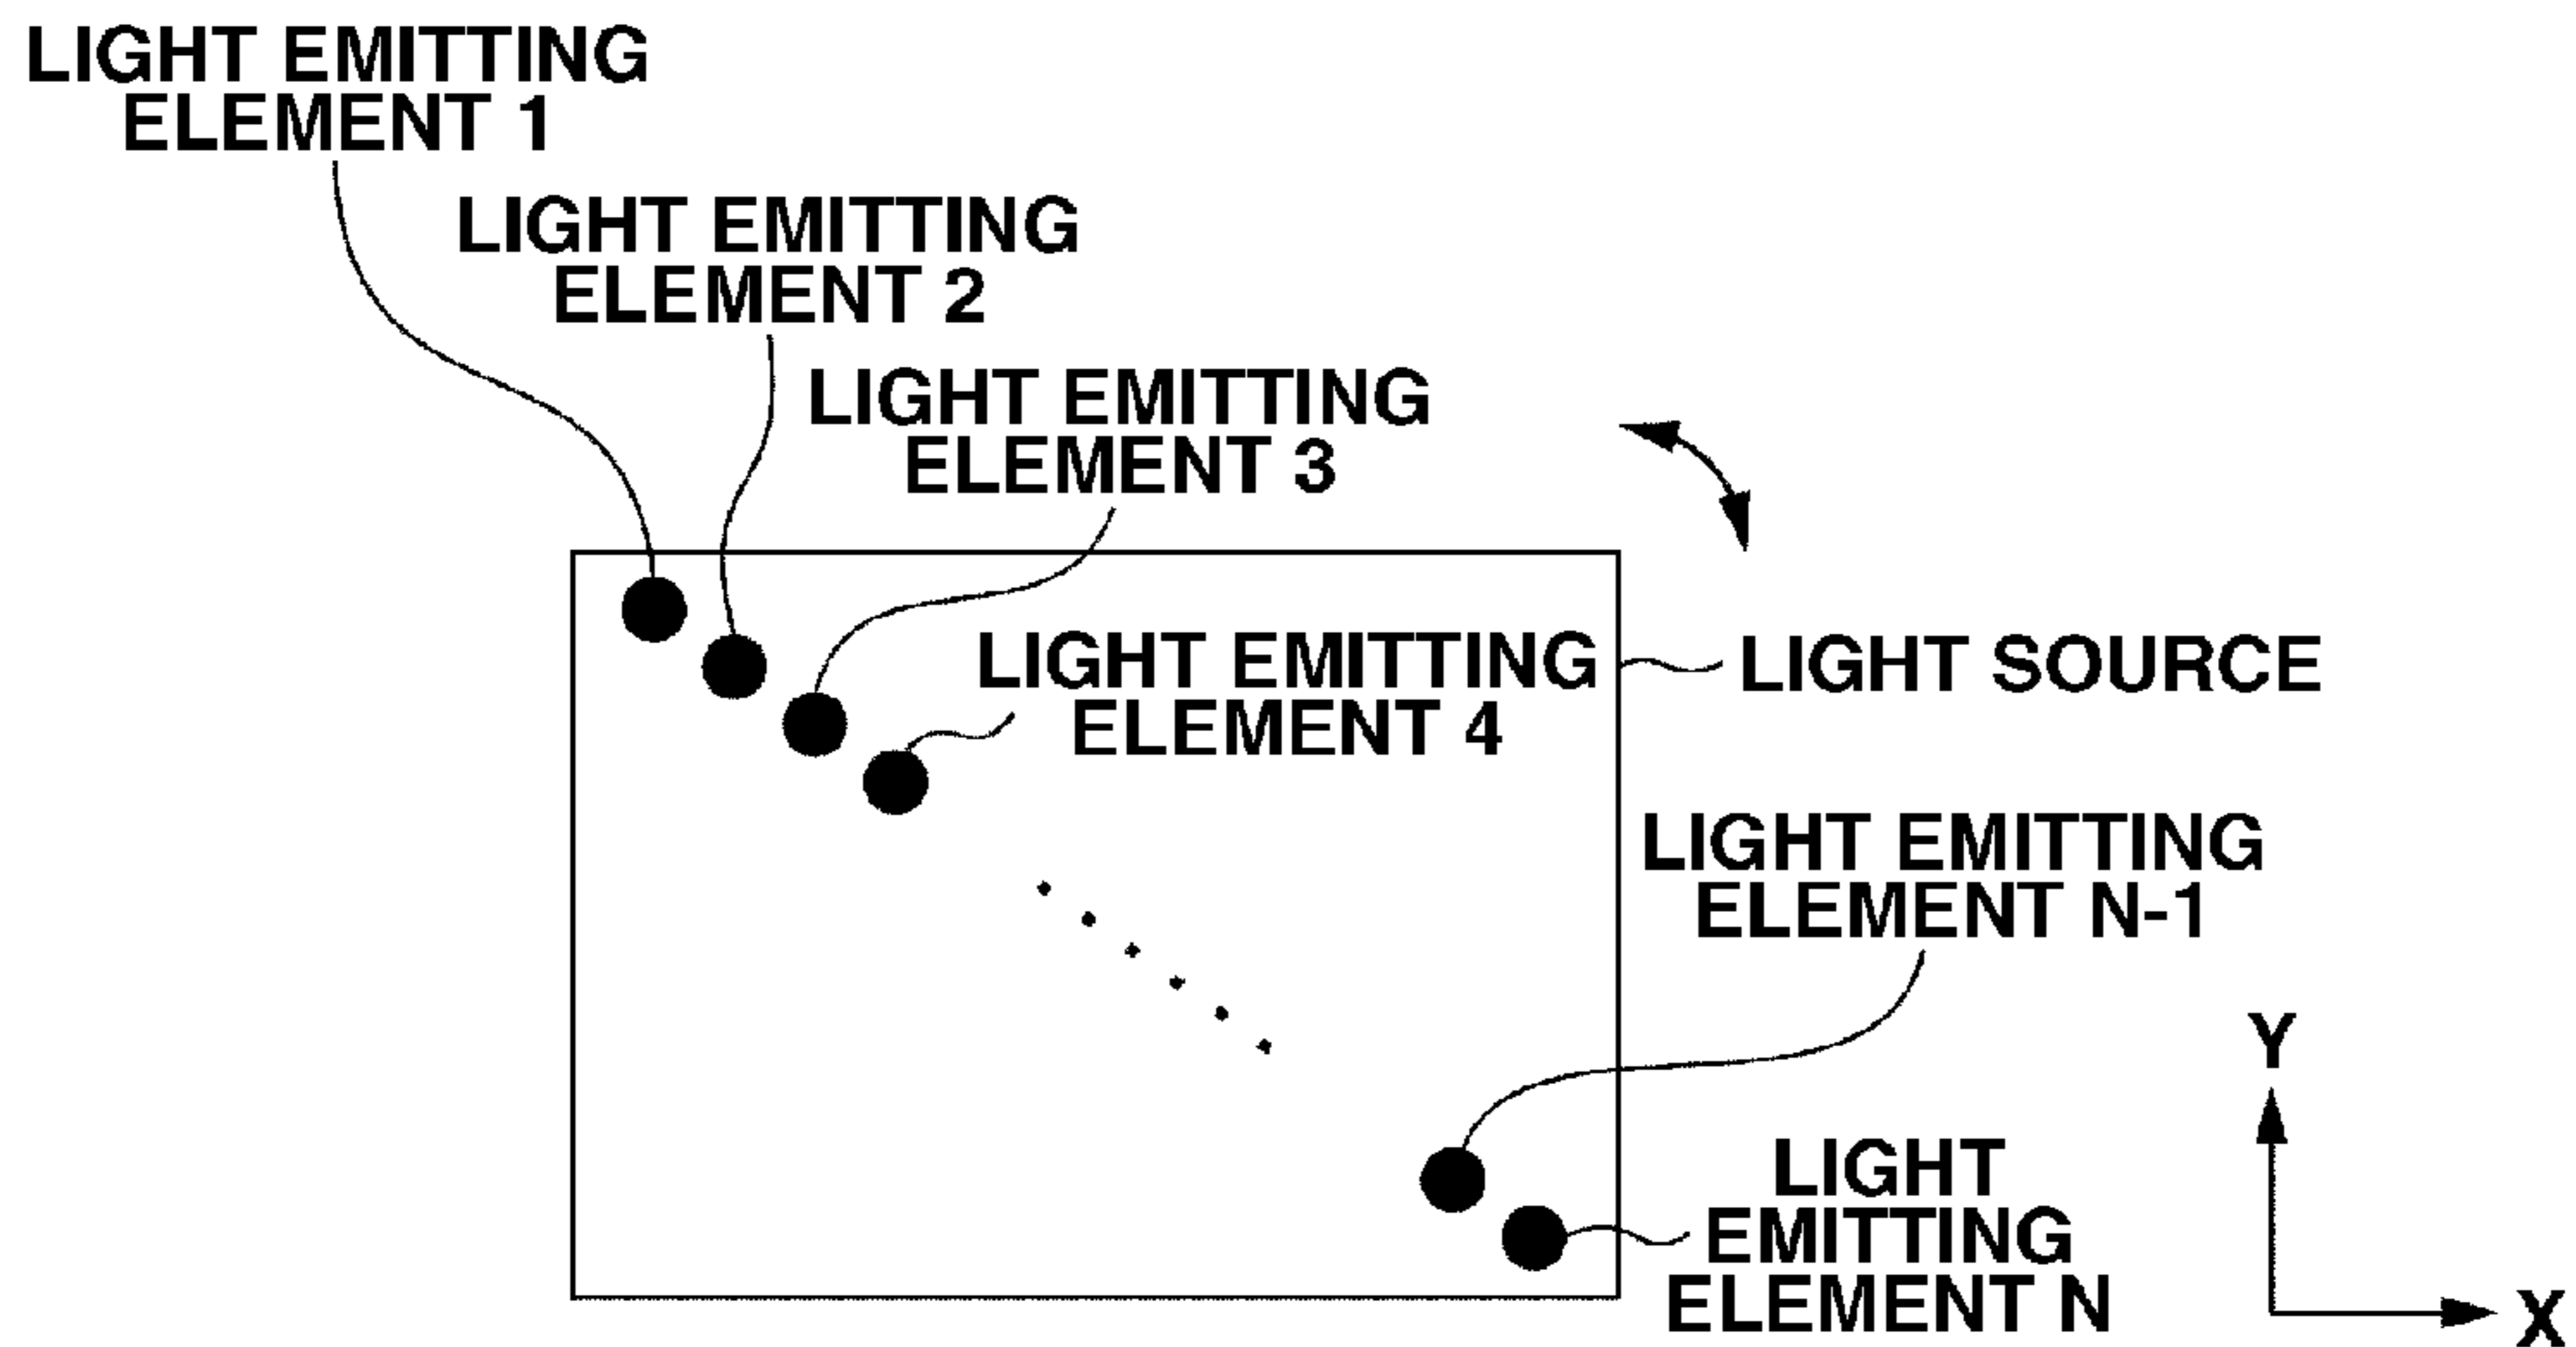 LIGHT EMITTING
ELEMENT 1
LIGHT EMITTING
ELEMENT 2
LIGHT EMITTING
ELEMENT 3
LIGHT EMITTING
ELEMENT 4
LIGHT SOURCE
LIGHT EMITTING
ELEMENT N-1
LIGHT
EMITTING
ELEMENT N
Y
X